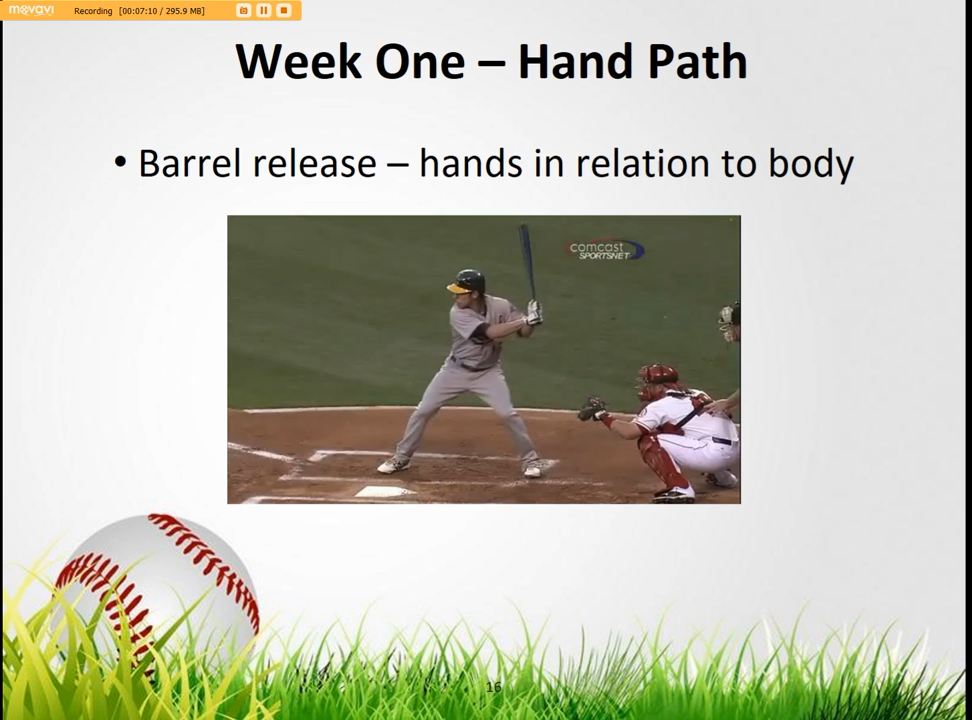 movavi Recording [00:07:10 / 295.9 MB]
Week One – Hand Path
• Barrel release – hands in relation to body
comcast
SPORTSNET
16